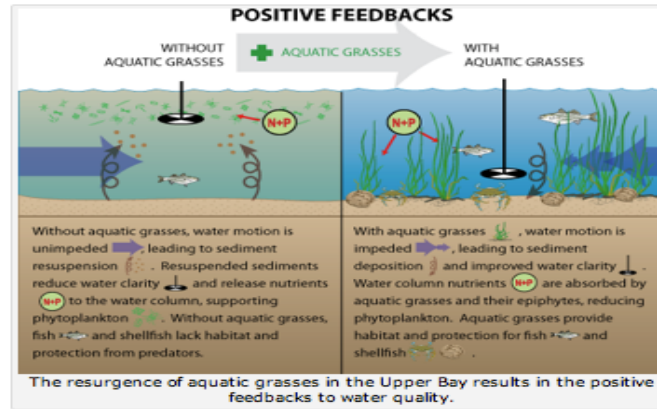 POSITIVE FEEDBACKS
WITHOUT
AQUATIC GRASSES
AQUATIC GRASSES
WITH
AQUATIC GRASSES
N+P
N+P
Without aquatic grasses, water motion is
unimpeded , leading to sediment
resuspension . Resuspended sediments
reduce water clarity and release nutrients
N+P to the water column, supporting
phytoplankton . Without aquatic grasses,
fish and shellfish lack habitat and
protection from predators.
With aquatic grasses , water motion is
impeded , leading to sediment
deposition and improved water clarity .
Water column nutrients N+P are absorbed by
aquatic grasses and their epiphytes, reducing
phytoplankton. Aquatic grasses provide
habitat and protection for fish and
shellfish .
The resurgence of aquatic grasses in the Upper Bay results in the positive
feedbacks to water quality.